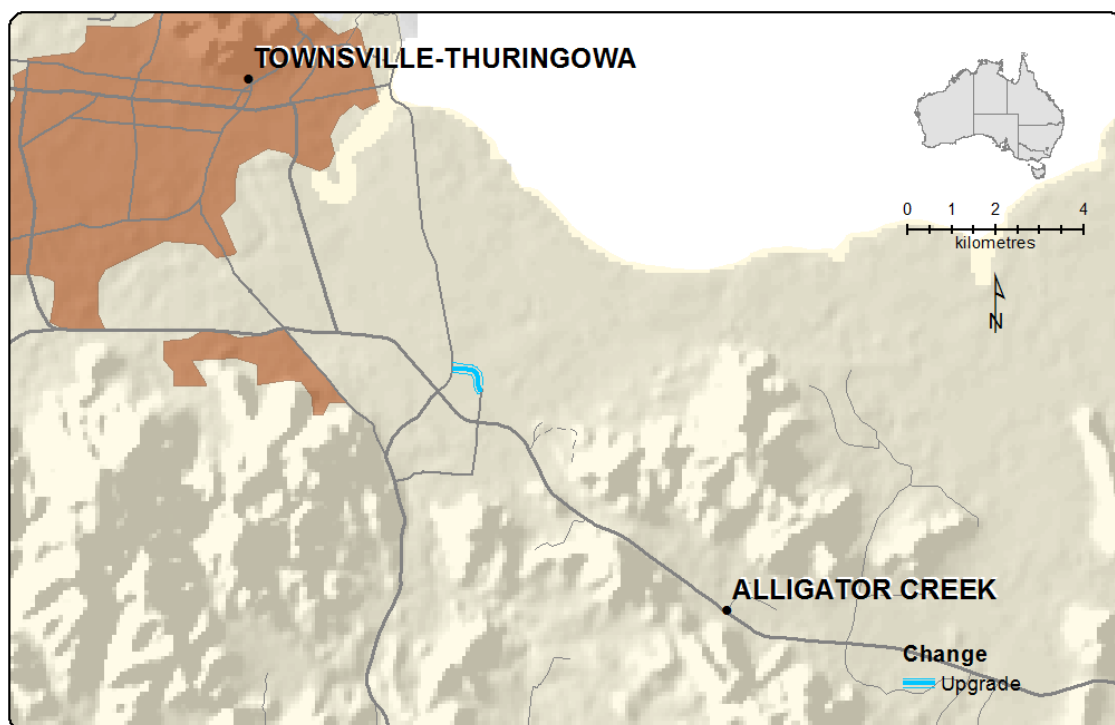 TOWNSVILLE-THURINGOWA
0 1 2 4
kilometres
N
ALLIGATOR CREEK
Change
Upgrade